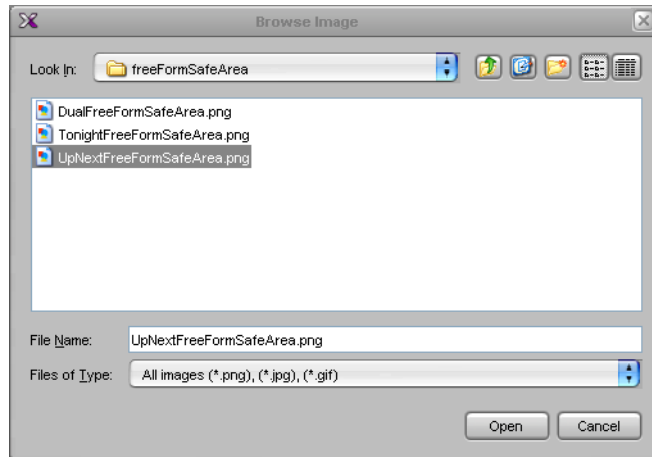 Browse Image
Look In: freeFormSafeArea
DualFreeFormSafeArea.png
TonightFreeFormSafeArea.png
UpNextFreeFormSafeArea.png
File Name: UpNextFreeFormSafeArea.png
Files of Type: All images (*.png), (*.jpg), (*.gif)
Open Cancel